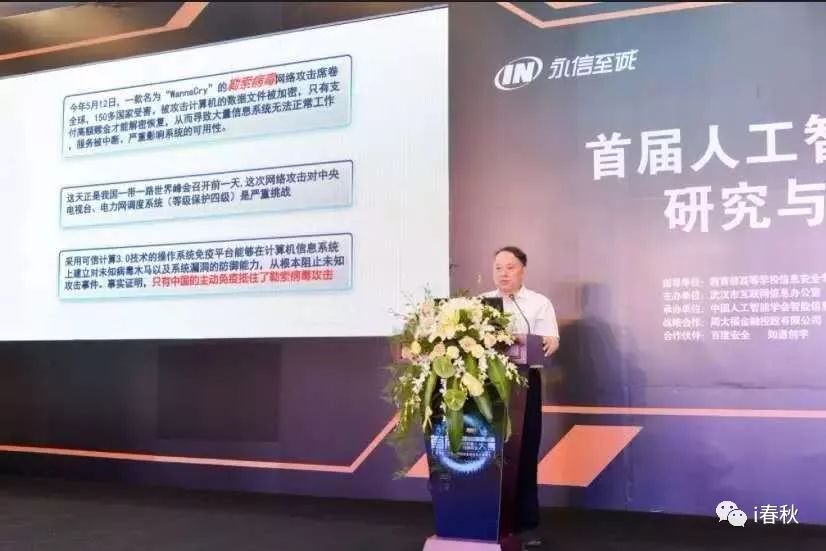 今年5月12日，一款名为“WannaCry”的勒索病毒网络攻击席卷
全球，150多国家受害。被攻击计算机的数据文件被加密，只有支
付高额赎金才能解密恢复，从而导致大量信息系统无法正常工作
，服务被中断，严重影响系统的可用性。
这天正是我国一带一路世界峰会召开前一天，这次网络攻击对中央
电视台、电力网调度系统（等级保护四级）是严重挑战
采用可信计算3.0技术的操作系统免疫平台能够在计算机信息系统
上建立对未知病毒木马以及系统漏洞的防御能力，从根本阻止未知
攻击事件。事实证明，只有中国的主动免疫抵住了勒索病毒攻击
IN 永信至诚
首届人工智
研究与
指导单位：教育部高等学校信息安全
主办单位：武汉市互联网信息办公室
承办单位：中国人工智能学会智能信息
战略合作：周大福金融控股有限公司
合作伙伴：百度安全 知道创宇
大赛
i春秋